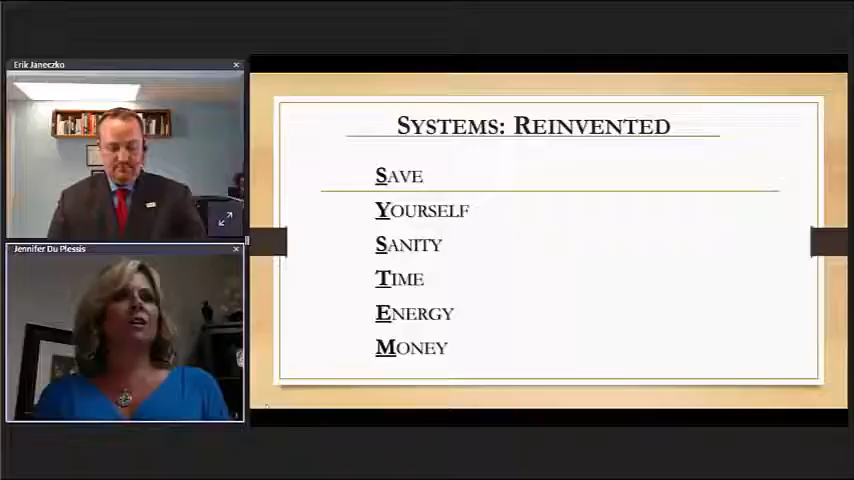 Erik Janeczko
Jennifer Du Plessis
SYSTEMS: REINVENTED
SAVE
YOURSELF
SANITY
TIME
ENERGY
MONEY